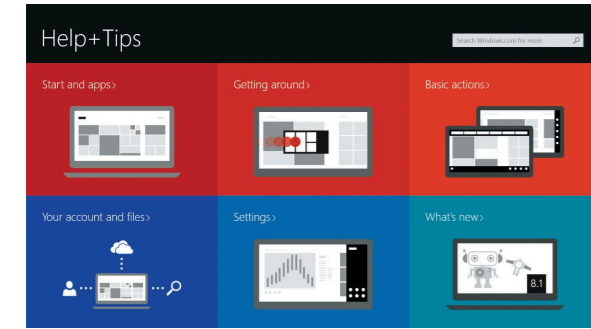 Help+Tips
Search Windows.com for more
Start and apps>
Getting around>
Basic actions>
Your account and files>
Settings>
What's new>
8.1